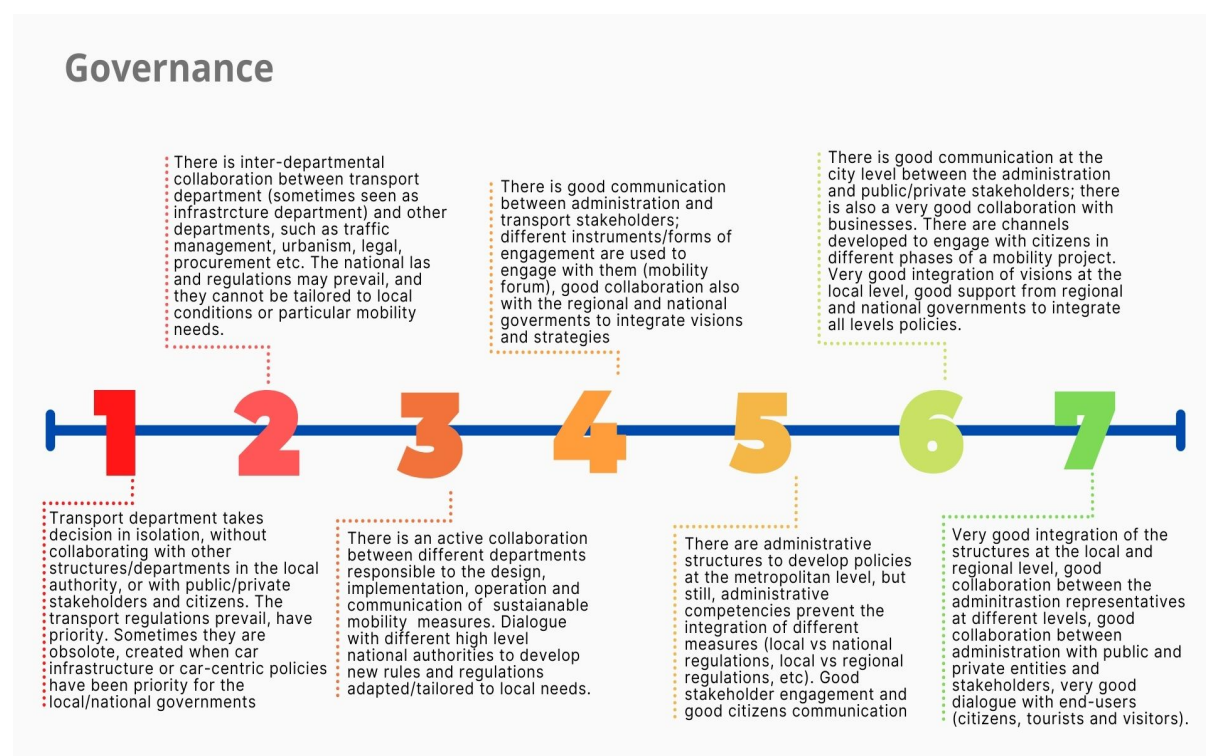 Governance
There is inter-departmental
collaboration between transport
department (sometimes seen as
infrastrcture department) and other
departments, such as traffic
management, urbanism, legal,
procurement etc. The national las
and regulations may prevail, and
they cannot be tailored to local
conditions or particular mobility
needs.
There is good communication
between administration and
transport stakeholders;
different instruments/forms of
engagement are used to
engage with them (mobility
forum), good collaboration also
with the regional and national
goverments to integrate visions
and strategies
There is good communication at the
city level between the administration
and public/private stakeholders; there
is also a very good collaboration with
businesses. There are channels
developed to engage with citizens in
different phases of a mobility project.
Very good integration of visions at the
local level, good support from regional
and national governments to integrate
all levels policies.
1 2 3 4 5 6 7
Transport department takes
decision in isolation, without
collaborating with other
structures/departments in the local
authority, or with public/private
stakeholders and citizens. The
transport regulations prevail, have
priority. Sometimes they are
obsolote, created when car
infrastructure or car-centric policies
have been priority for the
local/national governments
There is an active collaboration
between different departments
responsible to the design,
implementation, operation and
communication of sustaianable
mobility measures. Dialogue
with different high level
national authorities to develop
new rules and regulations
adapted/tailored to local needs.
There are administrative
structures to develop policies
at the metropolitan level, but
still, administrative
competencies prevent the
integration of different
measures (local vs national
regulations, local vs regional
regulations, etc). Good
stakeholder engagement and
good citizens communication
Very good integration of the
structures at the local and
regional level, good
collaboration between the
adminitrastion representatives
at different levels, good
collaboration between
administration with public and
private entities and
stakeholders, very good
dialogue with end-users
(citizens, tourists and visitors).